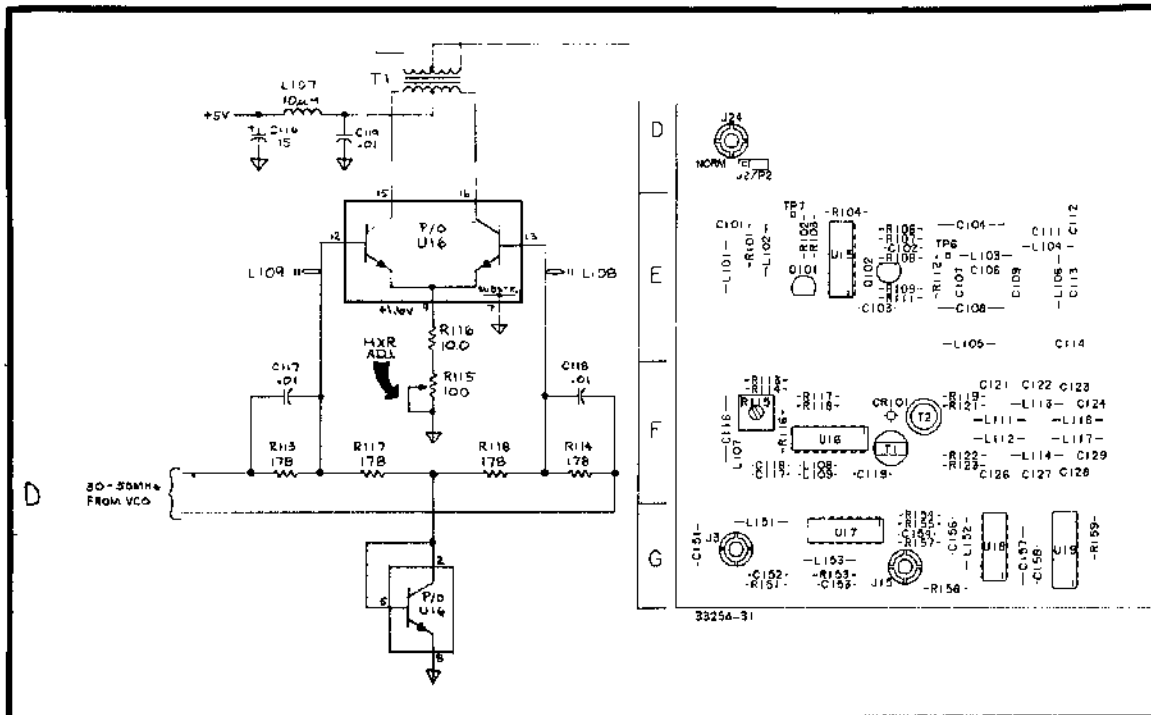 T1
L107
10µH
+5V
C116
15
C119
.01
15
16
P/O
U16
12
13
L109
L108
SUBSTR.
9
7
R116
10.0
MXR
ADJ.
R115
100
C117
.01
C118
.01
R113
178
R117
178
R118
178
R114
178
30-50MHz
FROM VCO
D
2
P/O
U16
8
D
E
F
G
J24
NORM
J27P2
TP7
-R104-
C101
L101
R101
L102
R102
R103
U15
-R106-
-R107-
-C102-
-R108-
Q101
Q102
-R109-
-R111-
-C103-
-C104-
TP6
-L103-
C106
R112
C107
C109
-C108-
-L105-
C111
C112
-L104-
L106
C113
C114
-R113-
-R114-
R115
-R117-
-R118-
CR101
T2
-R119-
-R121-
C121
C122
C123
-L113-
C124
-L111-
-L116-
C116
L107
R116
U16
T1
-L112-
-L117-
-R122-
-R123-
-L114-
C129
-C118-
-C117-
-L108-
-L109-
-C119-
C126
C127
C128
-C151-
J3
-L151-
U17
-R154-
-R155-
-C154-
-R157-
-C156-
-L152-
U18
-C157-
-C158-
U19
-R159-
-L153-
-C152-
-R151-
-R153-
-C153-
J15
-R156-